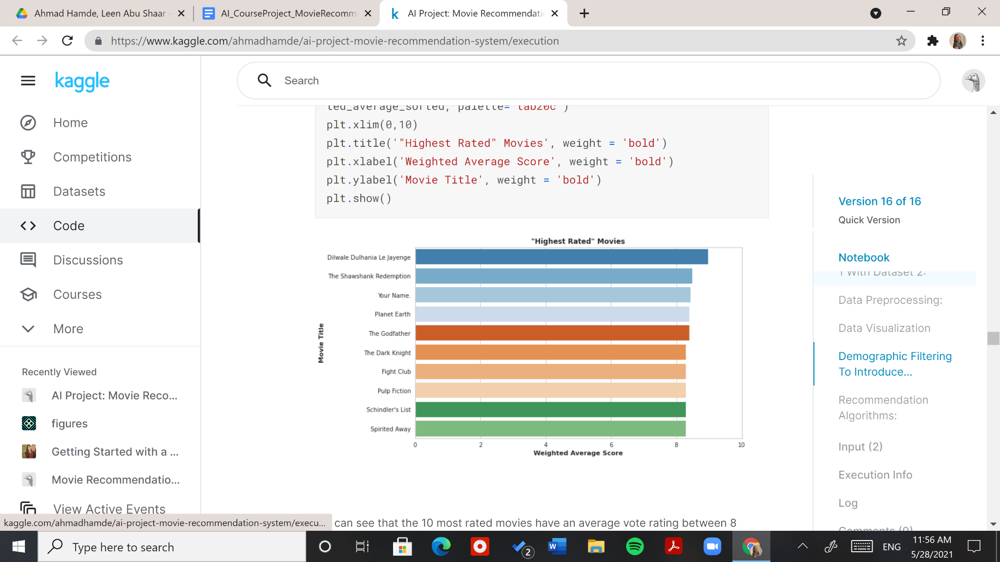 Ahmad Hamde, Leen Abu Shaar -
AI_CourseProject_MovieRecomm
AI Project: Movie Recommendati
https://www.kaggle.com/ahmadhamde/ai-project-movie-recommendation-system/execution
kaggle
Search
Home
Competitions
Datasets
Code
Discussions
Courses
More
Recently Viewed
AI Project: Movie Reco...
figures
Getting Started with a ...
Movie Recommendatio...
View Active Events
kaggle.com/ahmadhamde/ai-project-movie-recommendation-system/execu...
ted_average_sorted, palette='tab20c')
plt.xlim(0,10)
plt.title('"Highest Rated" Movies', weight = 'bold')
plt.xlabel('Weighted Average Score', weight = 'bold')
plt.ylabel('Movie Title', weight = 'bold')
plt.show()
"Highest Rated" Movies
Movie Title
Dilwale Dulhania Le Jayenge
The Shawshank Redemption
Your Name.
Planet Earth
The Godfather
The Dark Knight
Fight Club
Pulp Fiction
Schindler's List
Spirited Away
0 2 4 6 8 10
Weighted Average Score
can see that the 10 most rated movies have an average vote rating between 8
Version 16 of 16
Quick Version
Notebook
1 With Dataset 2:
Data Preprocessing:
Data Visualization
Demographic Filtering
To Introduce...
Recommendation
Algorithms:
Input (2)
Execution Info
Log
Comments (0)
Type here to search
2
ENG
11:56 AM
5/28/2021